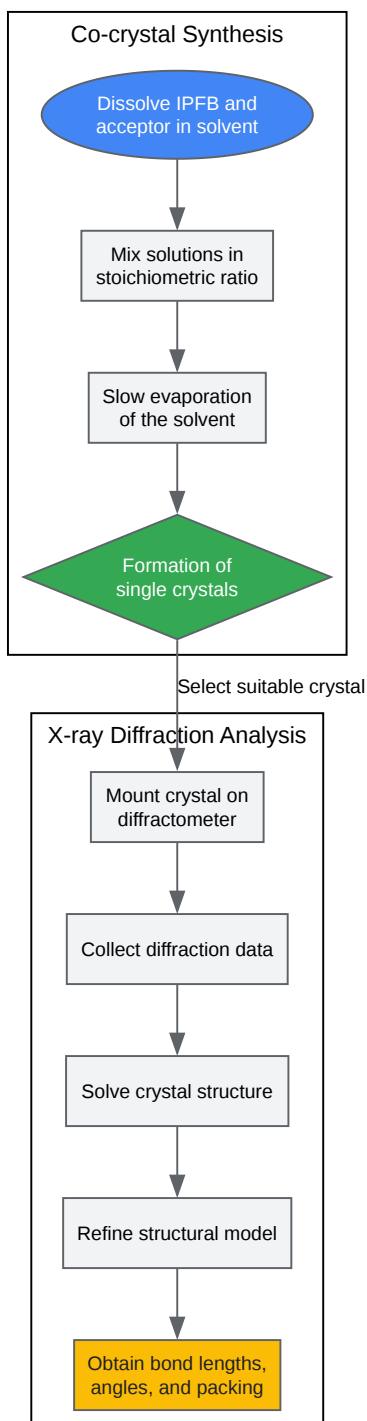 Co-crystal Synthesis
Dissolve IPFB and
acceptor in solvent
Mix solutions in
stoichiometric ratio
Slow evaporation
of the solvent
Formation of
single crystals
Select suitable crystal
X-ray Diffraction Analysis
Mount crystal on
diffractometer
Collect diffraction data
Solve crystal structure
Refine structural model
Obtain bond lengths,
angles, and packing